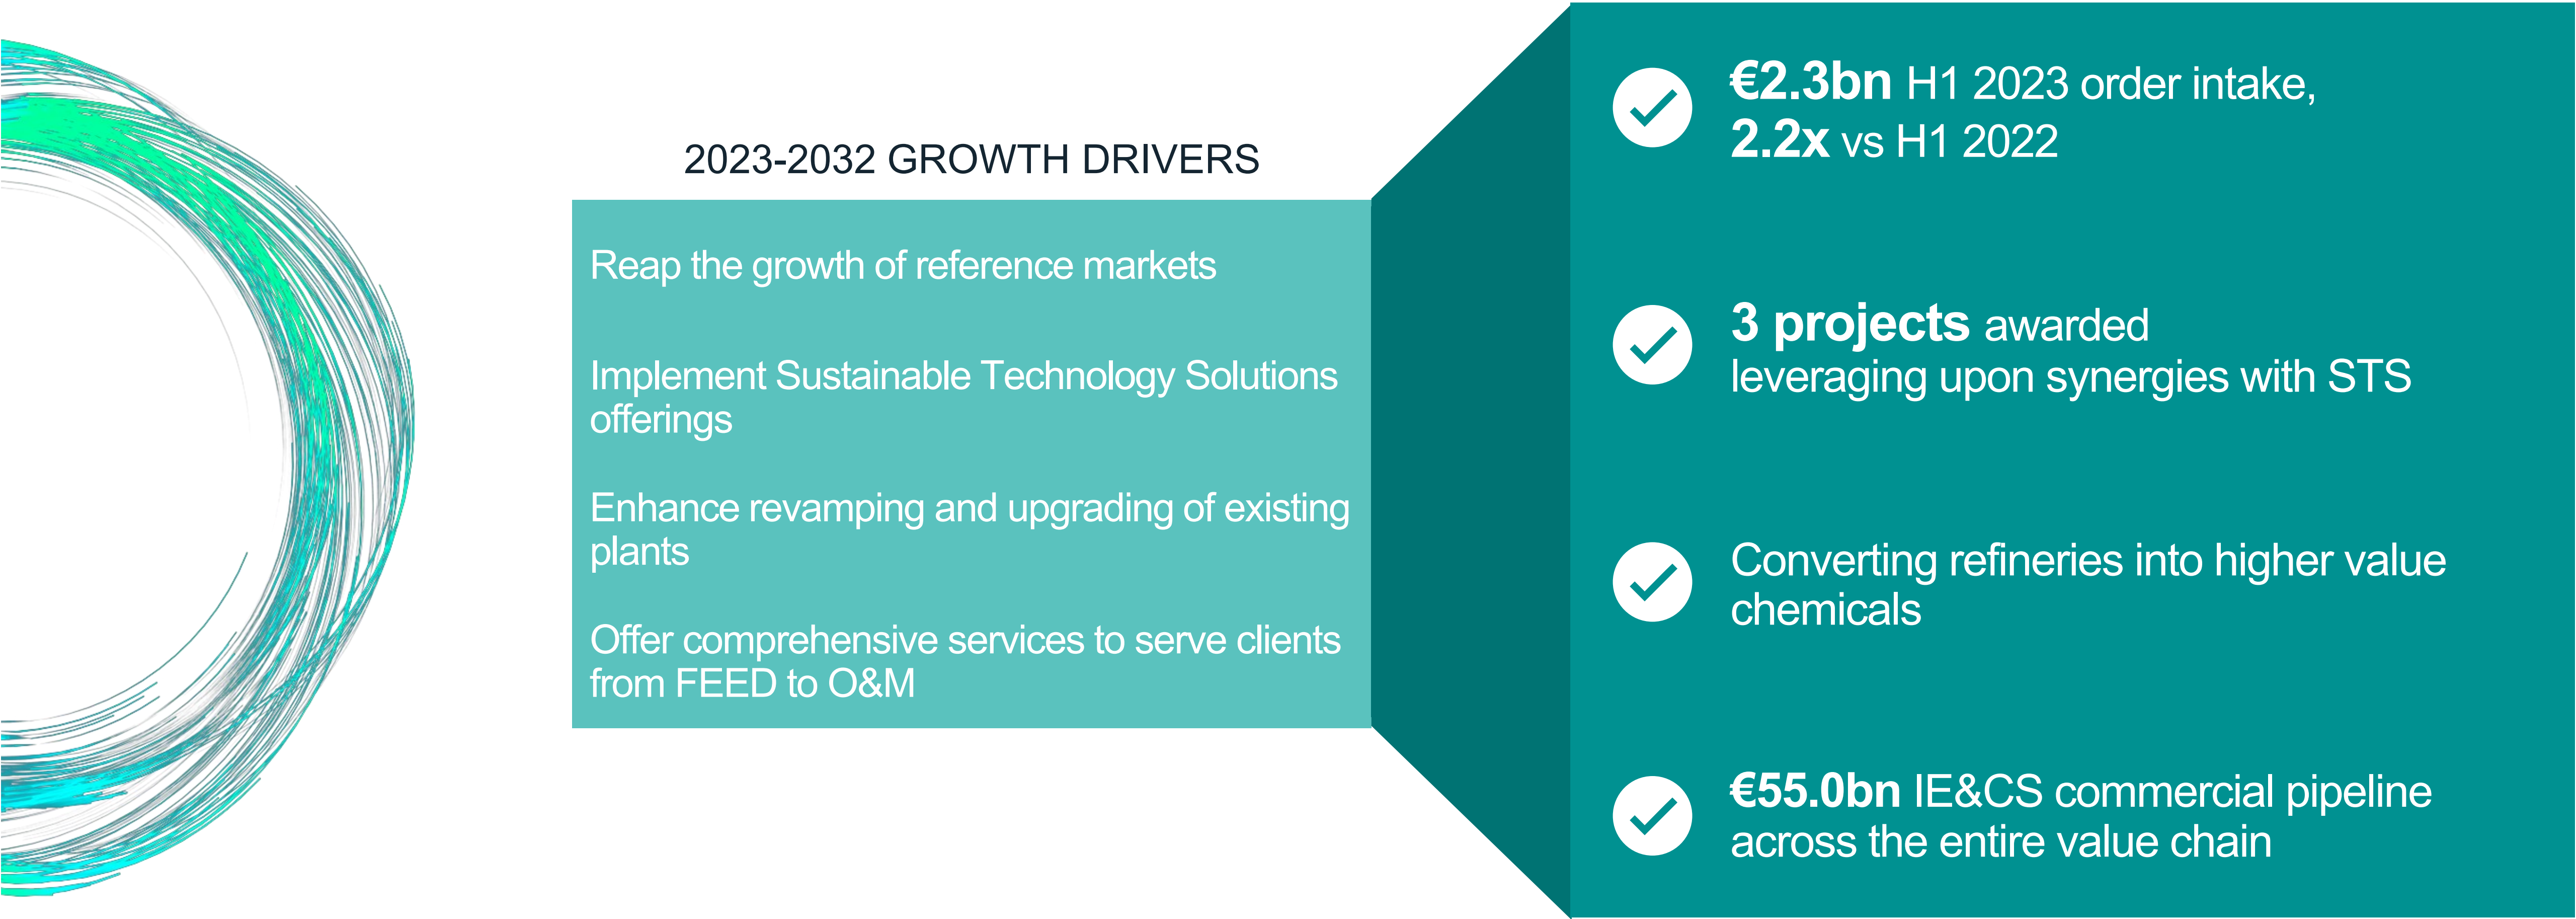 2023-2032 GROWTH DRIVERS
Reap the growth of reference markets
Implement Sustainable Technology Solutions
offerings
Enhance revamping and upgrading of existing
plants
Offer comprehensive services to serve clients
from FEED to O&M
€2.3bn H1 2023 order intake,
2.2x vs H1 2022
3 projects awarded
leveraging upon synergies with STS
Converting refineries into higher value
chemicals
€55.0bn IE&CS commercial pipeline
across the entire value chain